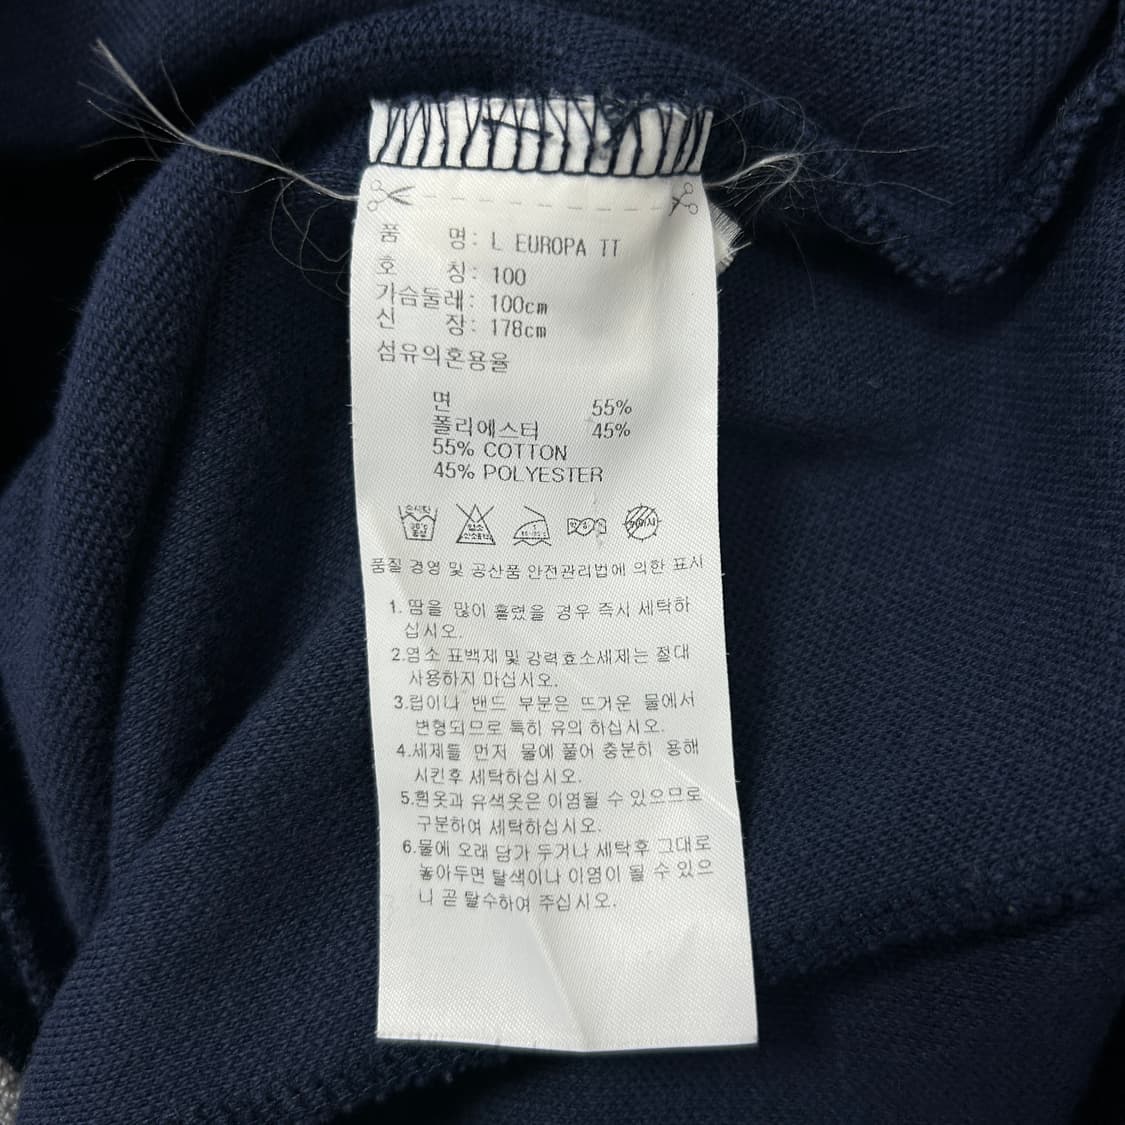 품 명: L EUROPA TT
호 칭: 100
가슴둘레: 100cm
신 장: 178cm
섬유의혼용율
면 55%
폴리에스터 45%
55% COTTON
45% POLYESTER
품질 경영 및 공산품 안전관리법에 의한 표시
1. 땀을 많이 흘렸을 경우 즉시 세탁하
십시오.
2.염소 표백제 및 강력효소세제는 절대
사용하지 마십시오.
3.립이나 밴드 부분은 뜨거운 물에서
변형되므로 특히 유의 하십시오.
4.세제를 먼저 물에 풀어 충분히 용해
시킨후 세탁하십시오.
5.흰옷과 유색옷은 이염될 수 있으므로
구분하여 세탁하십시오.
6.물에 오래 담가 두거나 세탁후 그대로
놓아두면 탈색이나 이염이 될 수 있으
니 곧 탈수하여 주십시오.